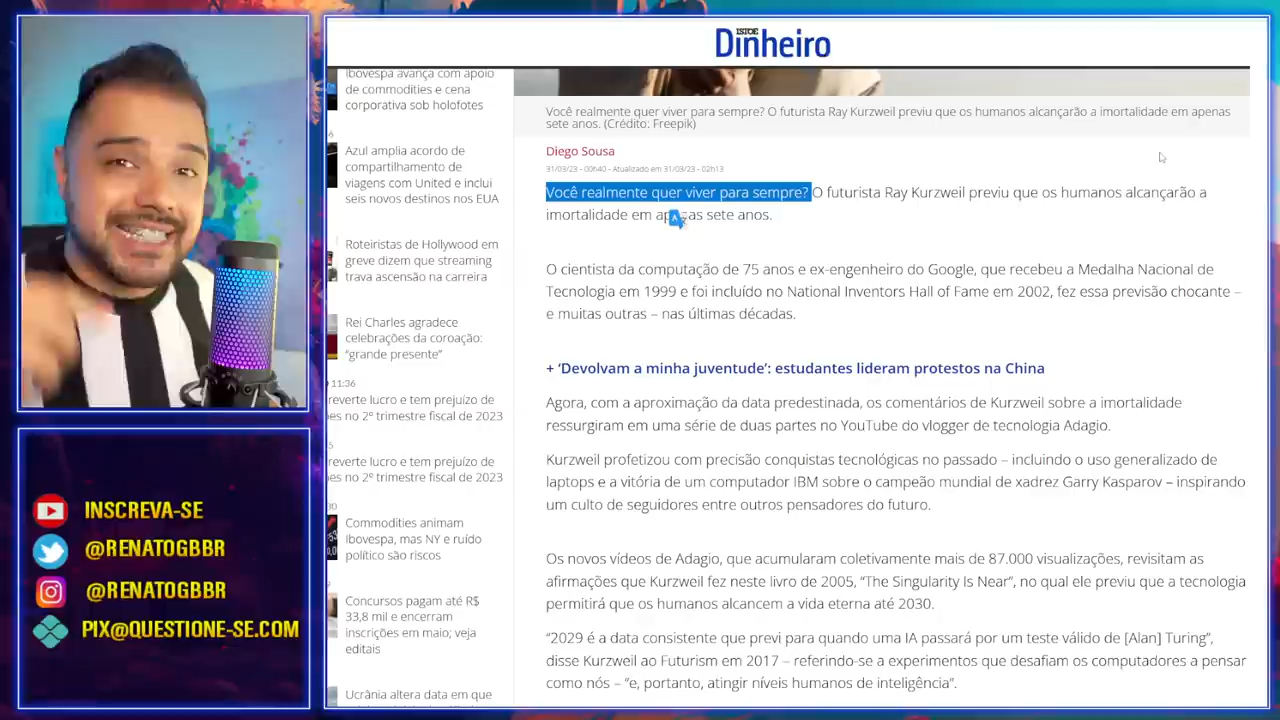 ISTOÉ
Dinheiro
Ibovespa avança com apoio
de commodities e cena
corporativa sob holofotes
Azul amplia acordo de
compartilhamento de
viagens com United e inclui
seis novos destinos nos EUA
Roteiristas de Hollywood em
greve dizem que streaming
trava ascensão na carreira
Rei Charles agradece
celebrações da coroação:
“grande presente”
11:36
reverte lucro e tem prejuízo de
es no 2º trimestre fiscal de 2023
reverte lucro e tem prejuízo de
es no 2º trimestre fiscal de 2023
Commodities animam
Ibovespa, mas NY e ruído
político são riscos
Concursos pagam até R$
33,8 mil e encerram
inscrições em maio; veja
editais
Ucrânia altera data em que
Você realmente quer viver para sempre? O futurista Ray Kurzweil previu que os humanos alcançarão a imortalidade em apenas
sete anos. (Crédito: Freepik)
Diego Sousa
31/03/23 - 00h40 - Atualizado em 31/03/23 - 02h13
Você realmente quer viver para sempre? O futurista Ray Kurzweil previu que os humanos alcançarão a
imortalidade em apenas sete anos.
O cientista da computação de 75 anos e ex-engenheiro do Google, que recebeu a Medalha Nacional de
Tecnologia em 1999 e foi incluído no National Inventors Hall of Fame em 2002, fez essa previsão chocante –
e muitas outras – nas últimas décadas.
+ ‘Devolvam a minha juventude’: estudantes lideram protestos na China
Agora, com a aproximação da data predestinada, os comentários de Kurzweil sobre a imortalidade
ressurgiram em uma série de duas partes no YouTube do vlogger de tecnologia Adagio.
Kurzweil profetizou com precisão conquistas tecnológicas no passado – incluindo o uso generalizado de
laptops e a vitória de um computador IBM sobre o campeão mundial de xadrez Garry Kasparov – inspirando
um culto de seguidores entre outros pensadores do futuro.
Os novos vídeos de Adagio, que acumularam coletivamente mais de 87.000 visualizações, revisitam as
afirmações que Kurzweil fez neste livro de 2005, “The Singularity Is Near”, no qual ele previu que a tecnologia
permitirá que os humanos alcancem a vida eterna até 2030.
“2029 é a data consistente que previ para quando uma IA passará por um teste válido de [Alan] Turing”,
disse Kurzweil ao Futurism em 2017 – referindo-se a experimentos que desafiam os computadores a pensar
como nós – “e, portanto, atingir níveis humanos de inteligência”.
INSCREVA-SE
@RENATOGBBR
@RENATOGBBR
PIX@QUESTIONE-SE.COM